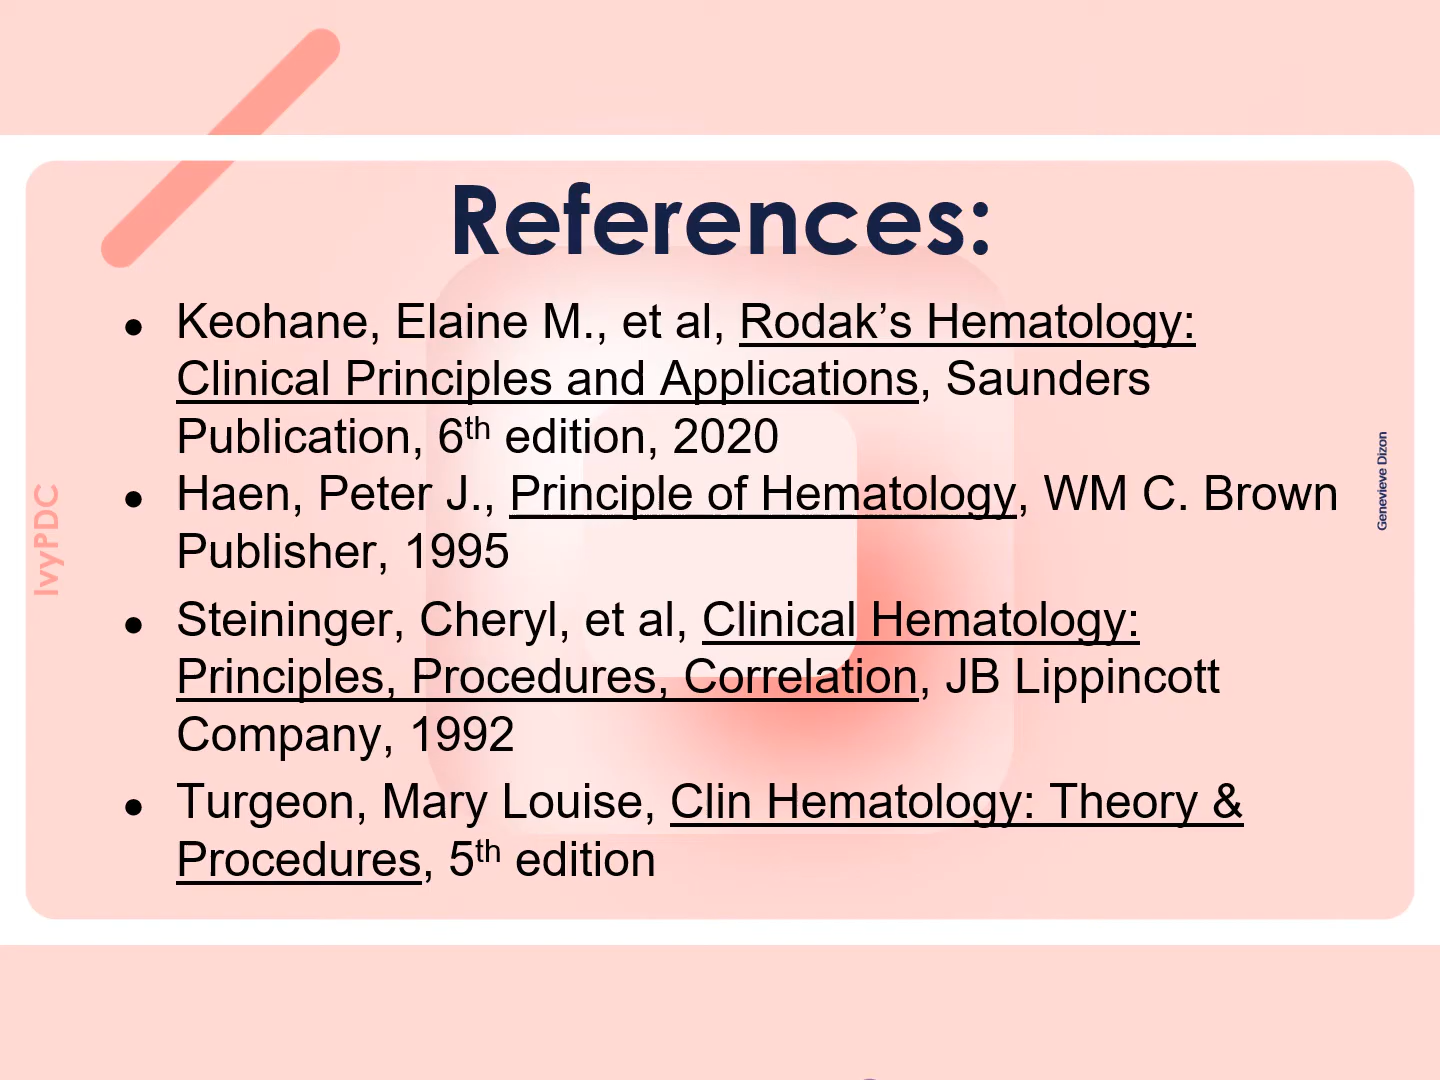 References:
● Keohane, Elaine M., et al, Rodak’s Hematology:
Clinical Principles and Applications, Saunders
Publication, 6th edition, 2020
● Haen, Peter J., Principle of Hematology, WM C. Brown
Publisher, 1995
● Steininger, Cheryl, et al, Clinical Hematology:
Principles, Procedures, Correlation, JB Lippincott
Company, 1992
● Turgeon, Mary Louise, Clin Hematology: Theory &
Procedures, 5th edition
IvyPDC
Genevieve Dizon